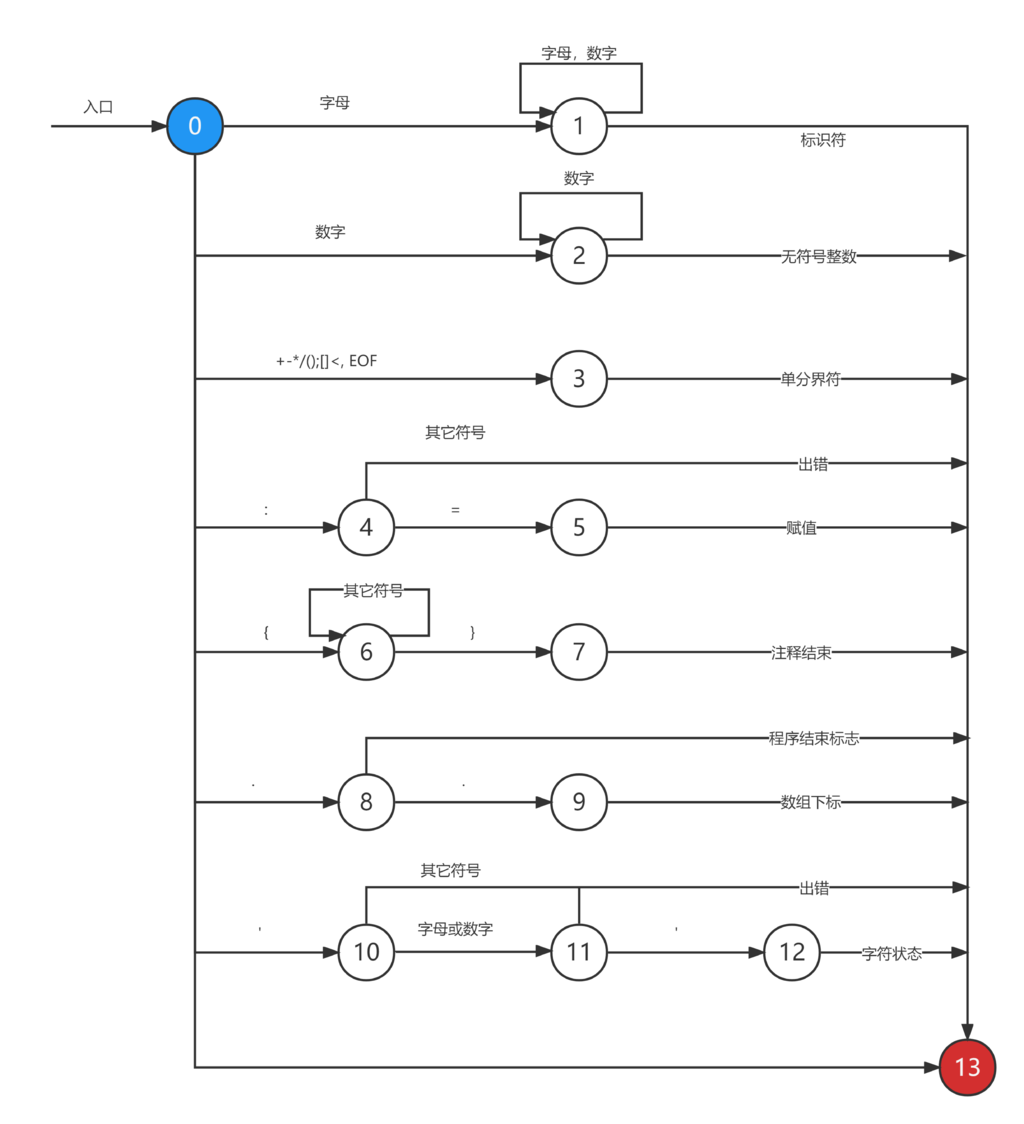 字母，数字
入口
字母
0
1
标识符
数字
数字
2
无符号整数
+-*/();[]<, EOF
3
单分界符
其它符号
出错
:
4
=
5
赋值
其它符号
{
6
}
7
注释结束
程序结束标志
.
8
.
9
数组下标
其它符号
出错
'
10
字母或数字
11
'
12
字符状态
13